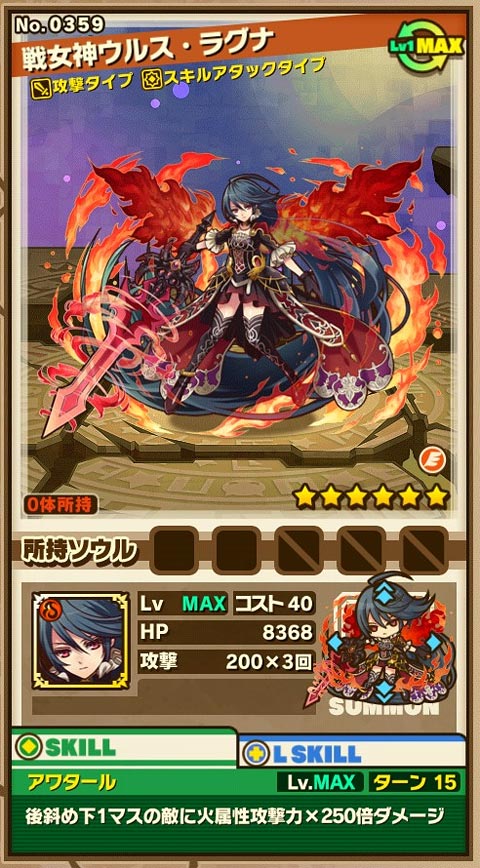 No.0359
戦女神ウルス・ラグナ
Lv1 MAX
攻撃タイプ スキルアタックタイプ
E
0体所持
所持ソウル
Lv MAX コスト 40
HP 8368
攻撃 200×3回
SUMMON
SKILL
L SKILL
アワタール Lv.MAX ターン 15
後斜め下1マスの敵に火属性攻撃力×250倍ダメージ